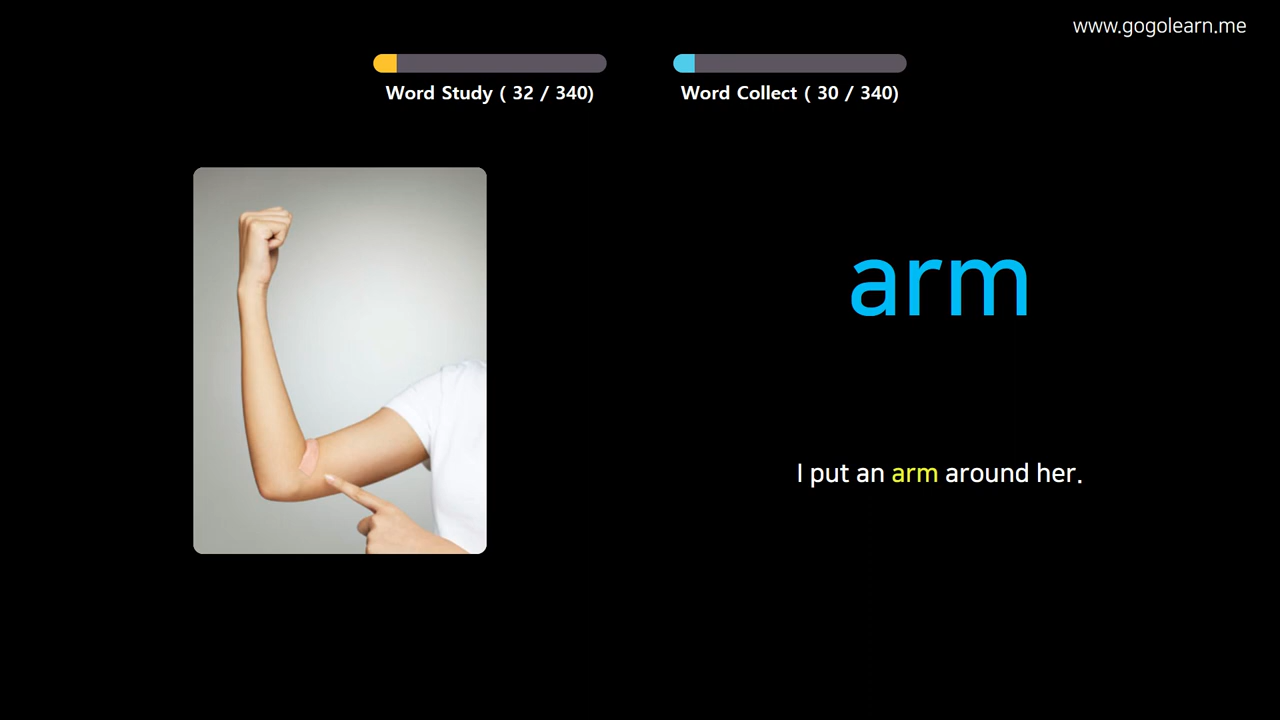 www.gogolearn.me
Word Study ( 32 / 340)
Word Collect ( 30 / 340)
arm
I put an arm around her.